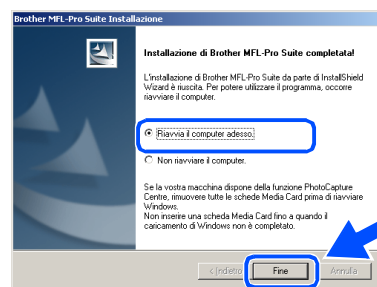 Brother MFL-Pro Suite Installazione
Installazione di Brother MFL-Pro Suite completata!
L'installazione di Brother MFL-Pro Suite da parte di InstallShield
Wizard è riuscita. Per potere utilizzare il programma, occorre
riavviare il computer.
Riavvia il computer adesso.
Non riavviare il computer.
Se la vostra macchina dispone della funzione PhotoCapture
Centre, rimuovere tutte le schede Media Card prima di riavviare
Windows.
Non inserire una scheda Media Card fino a quando il
caricamento di Windows non è completato.
< Indietro Fine Annulla